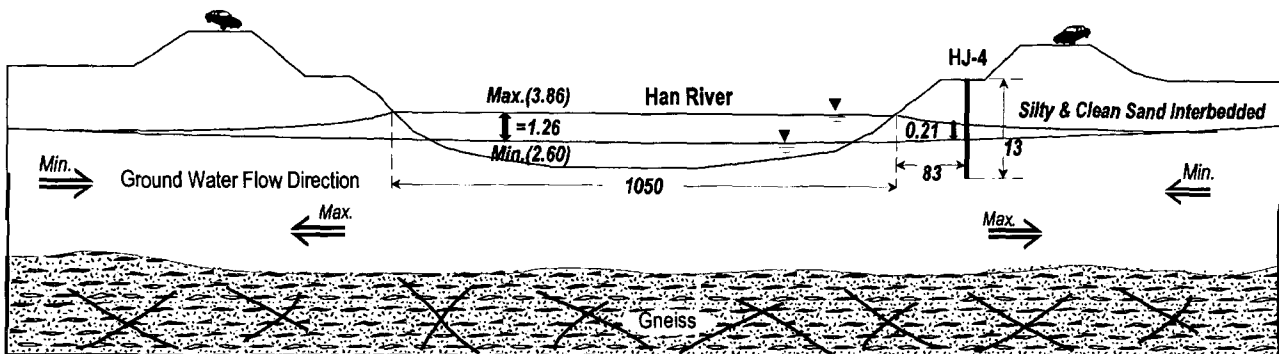 HJ-4
Max.(3.86)
Han River
Silty & Clean Sand Interbedded
=1.26
0.21
Min.(2.60)
13
Min.
Ground Water Flow Direction
83
Min.
1050
Max.
Max.
Gneiss